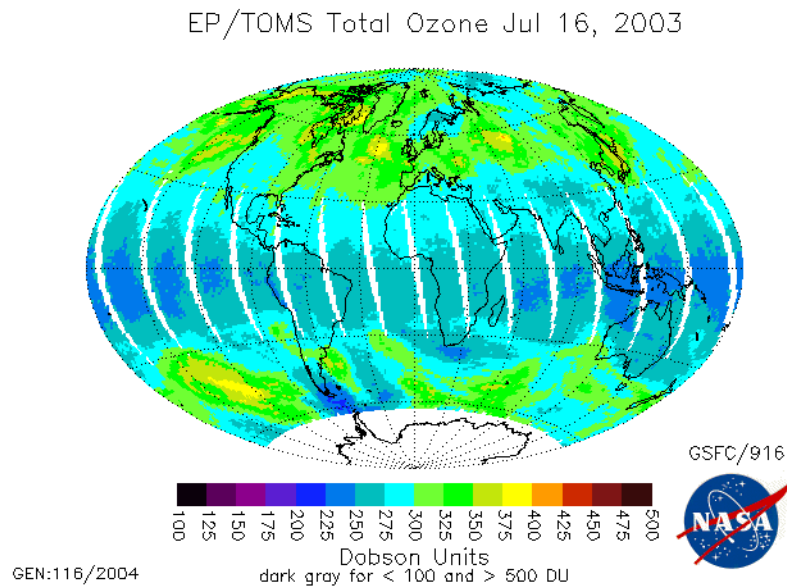 EP/TOMS Total Ozone Jul 16, 2003
GSFC/916
100 125 150 175 200 225 250 275 300 325 350 375 400 425 450 475 500
Dobson Units
dark gray for < 100 and > 500 DU
NASA
GEN:116/2004